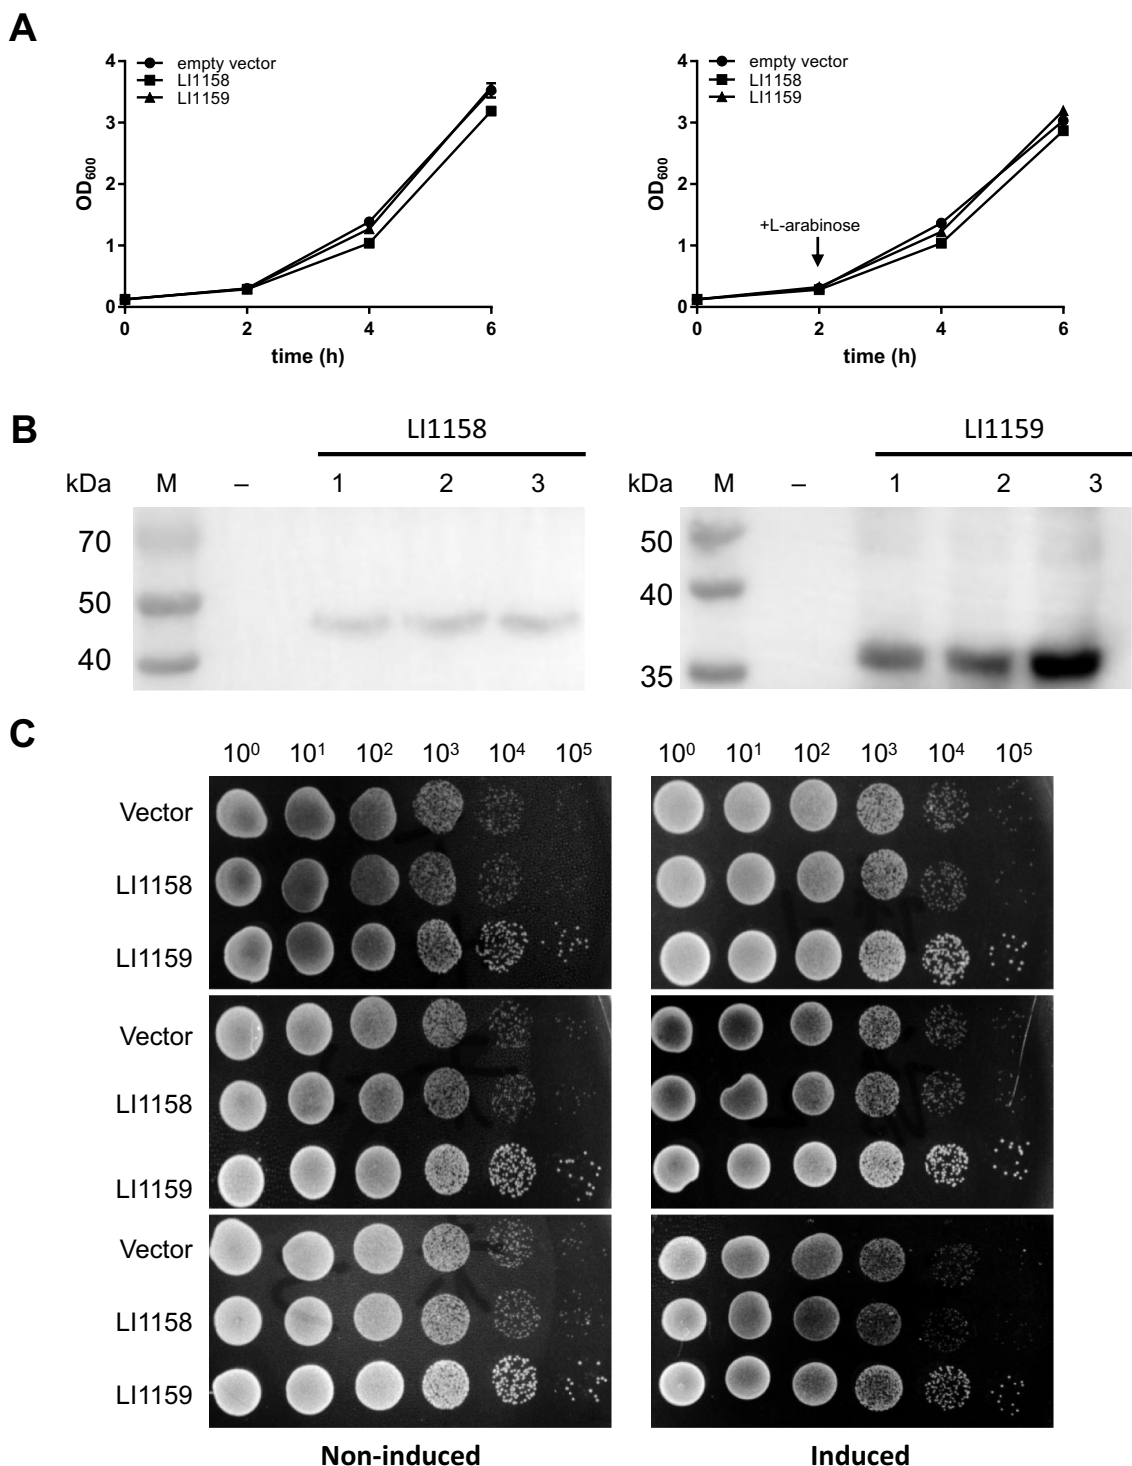 A
4
3
2
1
0
OD600
empty vector
LI1158
LI1159
0 2 4 6
time (h)
4
3
2
1
0
OD600
empty vector
LI1158
LI1159
+L-arabinose
0 2 4 6
time (h)
B
LI1158
kDa M – 1 2 3
70
50
40
LI1159
kDa M – 1 2 3
50
40
35
C
10⁰ 10¹ 10² 10³ 10⁴ 10⁵
10⁰ 10¹ 10² 10³ 10⁴ 10⁵
Vector
LI1158
LI1159
Vector
LI1158
LI1159
Vector
LI1158
LI1159
Non-induced
Induced